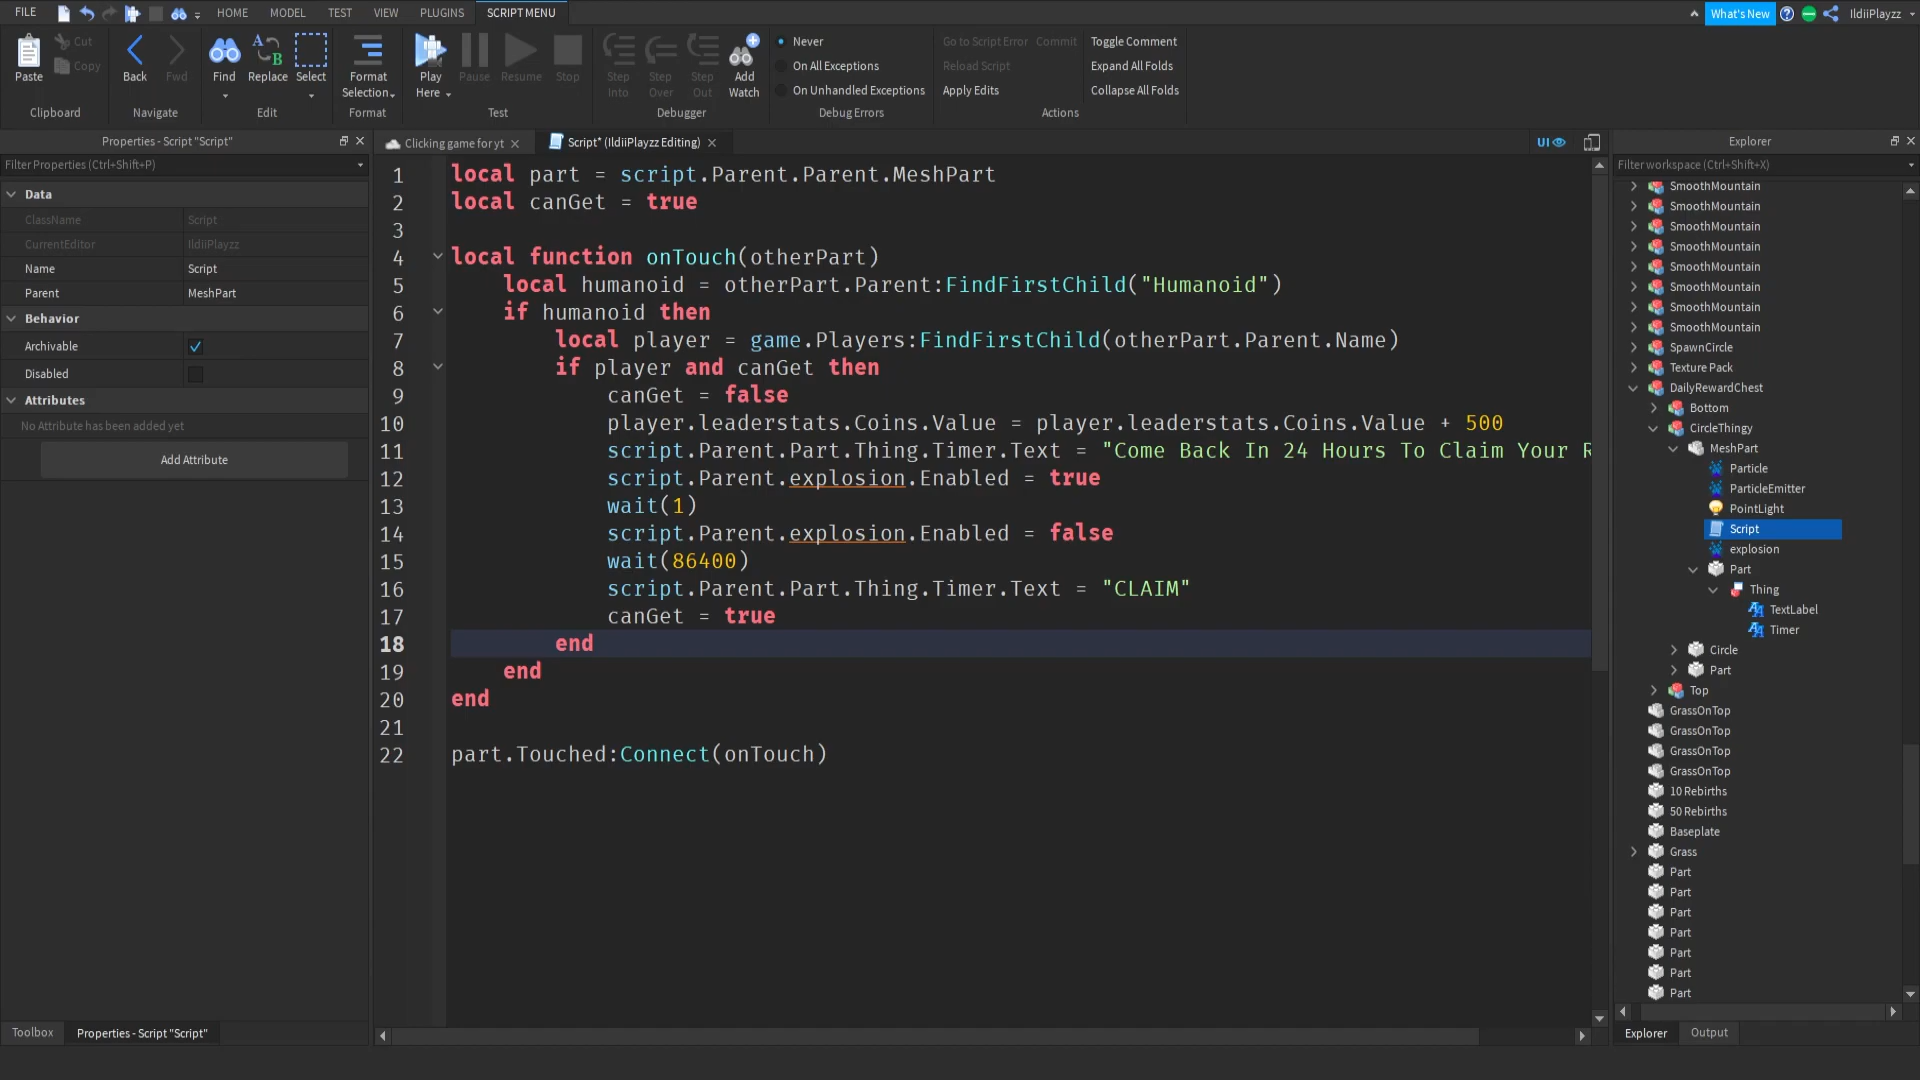 FILE HOME MODEL TEST VIEW PLUGINS SCRIPT MENU What's New IldiiPlayzz
Paste Cut Copy Clipboard
Back Fwd Navigate
Find Replace Select Edit
Format Selection Format
Play Here Pause Resume Stop Test
Step Into Step Over Step Out Add Watch Debugger
Never
On All Exceptions
On Unhandled Exceptions
Debug Errors
Go to Script Error Commit
Reload Script
Apply Edits
Toggle Comment
Expand All Folds
Collapse All Folds
Actions
Properties - Script "Script"
Filter Properties (Ctrl+Shift+P)
Data
ClassName Script
CurrentEditor IldiiPlayzz
Name Script
Parent MeshPart
Behavior
Archivable
Disabled
Attributes
No Attribute has been added yet
Add Attribute
Toolbox Properties - Script "Script"
Clicking game for yt Script* (IldiiPlayzz Editing) UI
1 local part = script.Parent.Parent.MeshPart
2 local canGet = true
3
4 local function onTouch(otherPart)
5 local humanoid = otherPart.Parent:FindFirstChild("Humanoid")
6 if humanoid then
7 local player = game.Players:FindFirstChild(otherPart.Parent.Name)
8 if player and canGet then
9 canGet = false
10 player.leaderstats.Coins.Value = player.leaderstats.Coins.Value + 500
11 script.Parent.Part.Thing.Timer.Text = "Come Back In 24 Hours To Claim Your R
12 script.Parent.explosion.Enabled = true
13 wait(1)
14 script.Parent.explosion.Enabled = false
15 wait(86400)
16 script.Parent.Part.Thing.Timer.Text = "CLAIM"
17 canGet = true
18 end
19 end
20 end
21
22 part.Touched:Connect(onTouch)
Explorer
Filter workspace (Ctrl+Shift+X)
SmoothMountain
SmoothMountain
SmoothMountain
SmoothMountain
SmoothMountain
SmoothMountain
SmoothMountain
SmoothMountain
SpawnCircle
Texture Pack
DailyRewardChest
Bottom
CircleThingy
MeshPart
Particle
ParticleEmitter
PointLight
Script
explosion
Part
Thing
TextLabel
Timer
Circle
Part
Top
GrassOnTop
GrassOnTop
GrassOnTop
GrassOnTop
10 Rebirths
50 Rebirths
Baseplate
Grass
Part
Part
Part
Part
Part
Part
Part
Explorer Output